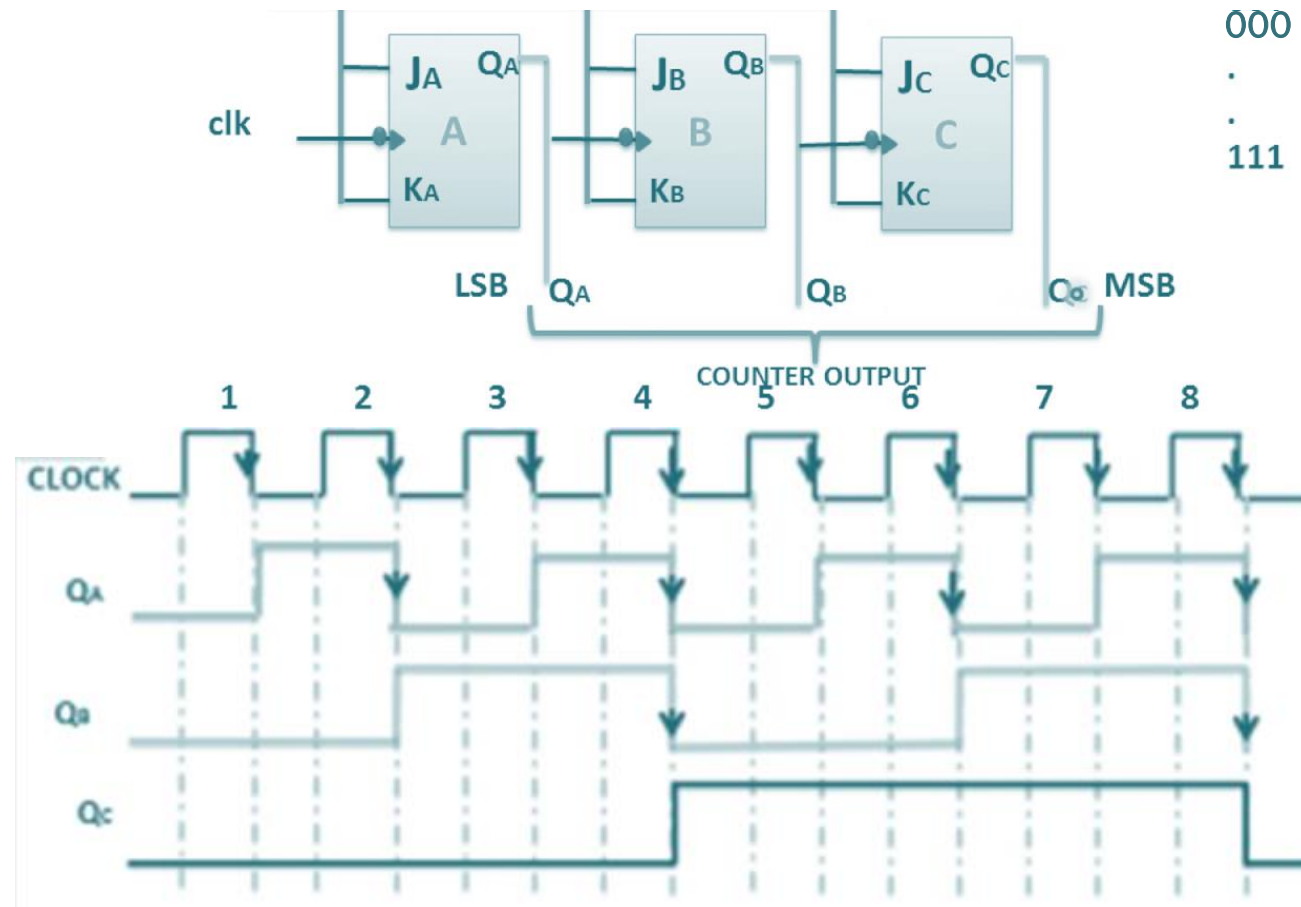 000
.
.
111
JA QA
clk A
KA
JB QB
B
KB
JC QC
C
KC
LSB QA QB MSB
COUNTER OUTPUT
1 2 3 4 5 6 7 8
CLOCK
QA
QB
QC